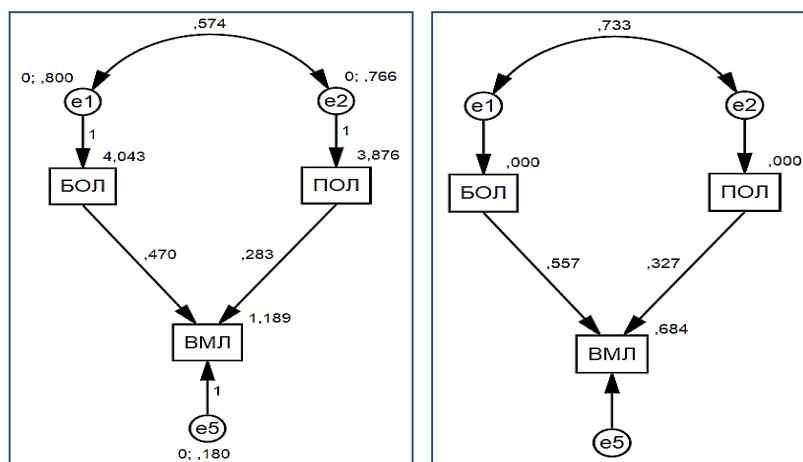 ,574
0; ,800
0; ,766
e1
e2
1
1
4,043
3,876
БОЛ
ПОЛ
,470
,283
1,189
ВМЛ
1
e5
0; ,180
,733
e1
e2
,000
,000
БОЛ
ПОЛ
,557
,327
,684
ВМЛ
e5